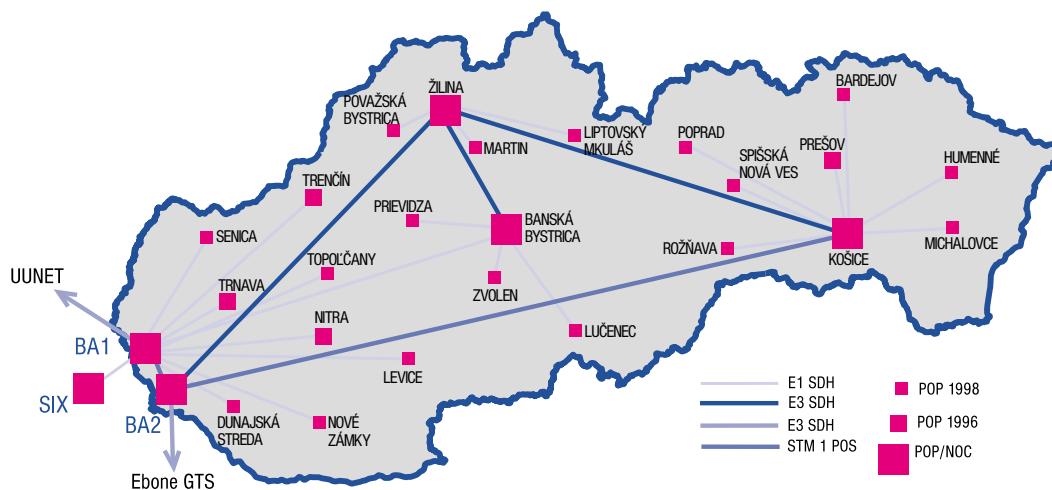 ŽILINA
POVAŽSKÁ
BYSTRICA
MARTIN
LIPTOVSKÝ
MKULÁŠ
BARDEJOV
POPRAD
PREŠOV
SPIŠSKÁ
NOVÁ VES
HUMENNÉ
TRENČÍN
PRIEVIDZA
BANSKÁ
BYSTRICA
SENICA
ROŽŇAVA
KOŠICE
MICHALOVCE
UUNET
TOPOĽČANY
TRNAVA
ZVOLEN
NITRA
LUČENEC
BA1
LEVICE
SIX
BA2
DUNAJSKÁ
STREDA
NOVÉ
ZÁMKY
Ebone GTS
E1 SDH
E3 SDH
E3 SDH
STM 1 POS
POP 1998
POP 1996
POP/NOC